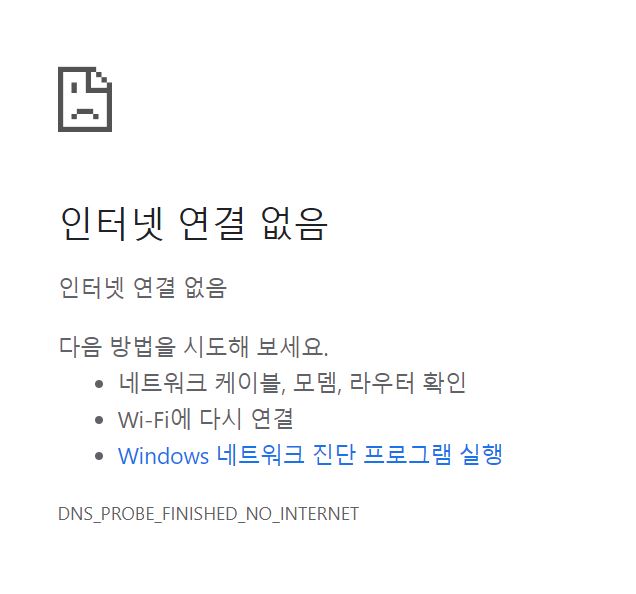 인터넷 연결 없음
인터넷 연결 없음
다음 방법을 시도해 보세요.
네트워크 케이블, 모뎀, 라우터 확인
Wi-Fi에 다시 연결
Windows 네트워크 진단 프로그램 실행
DNS_PROBE_FINISHED_NO_INTERNET